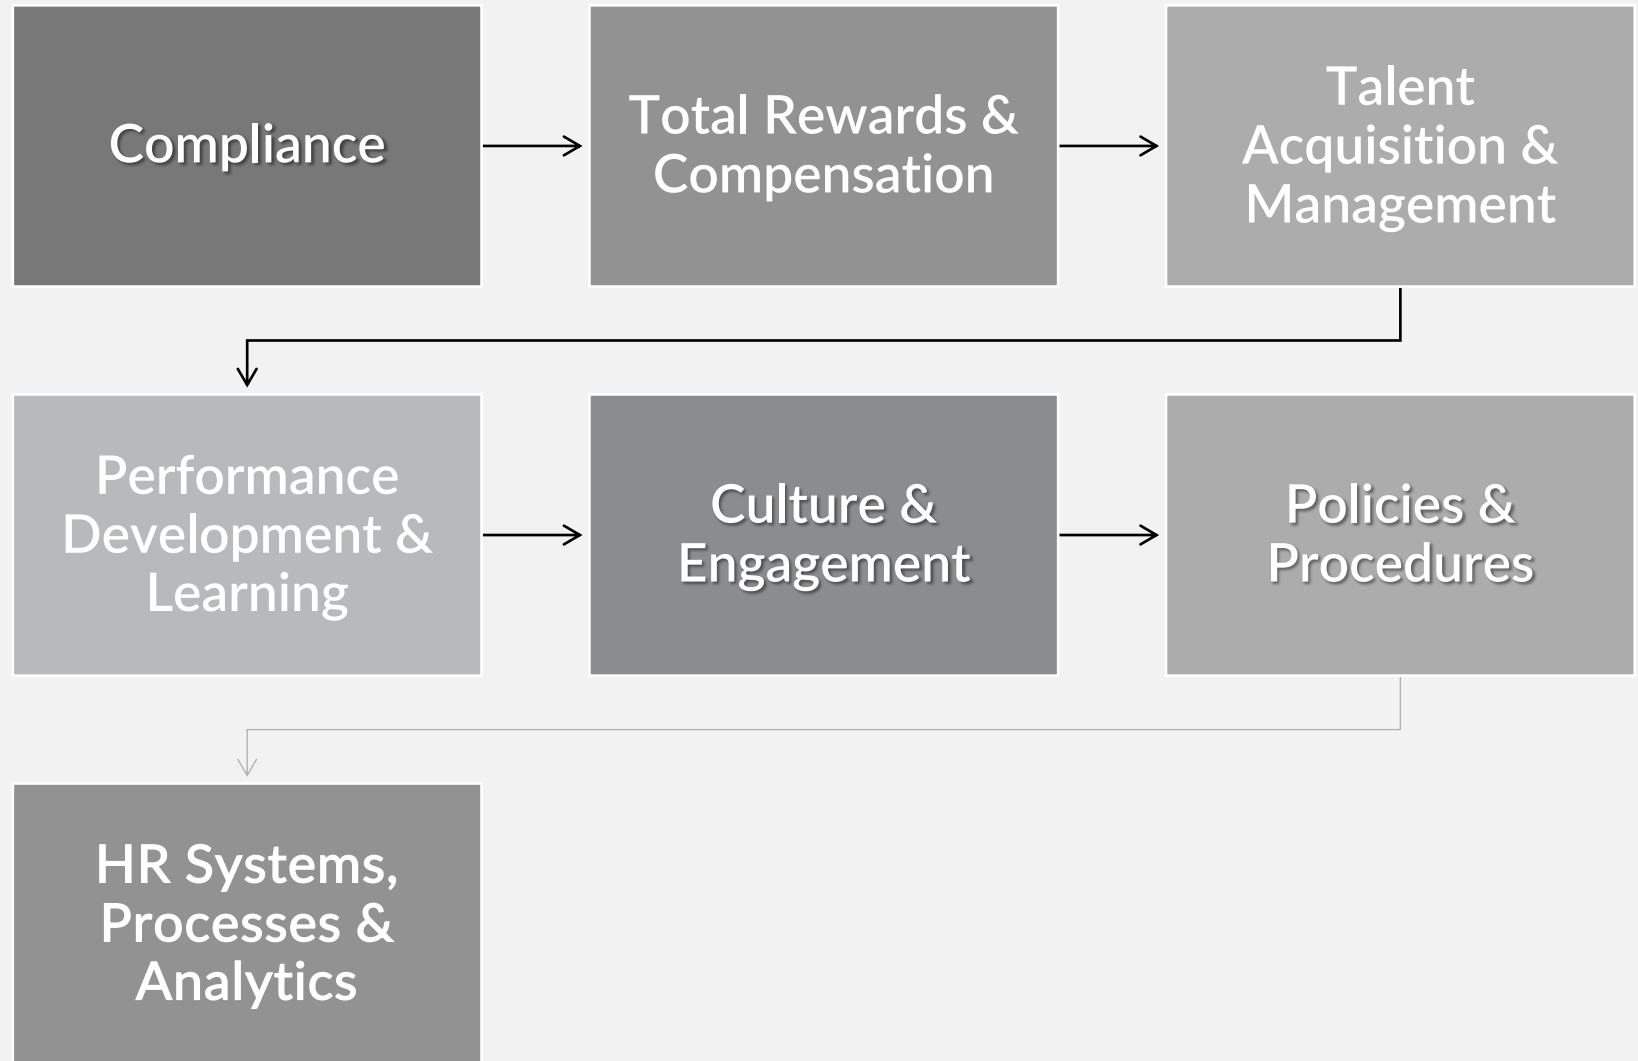 Compliance
Total Rewards &
Compensation
Talent
Acquisition &
Management
Performance
Development &
Learning
Culture &
Engagement
Policies &
Procedures
HR Systems,
Processes &
Analytics